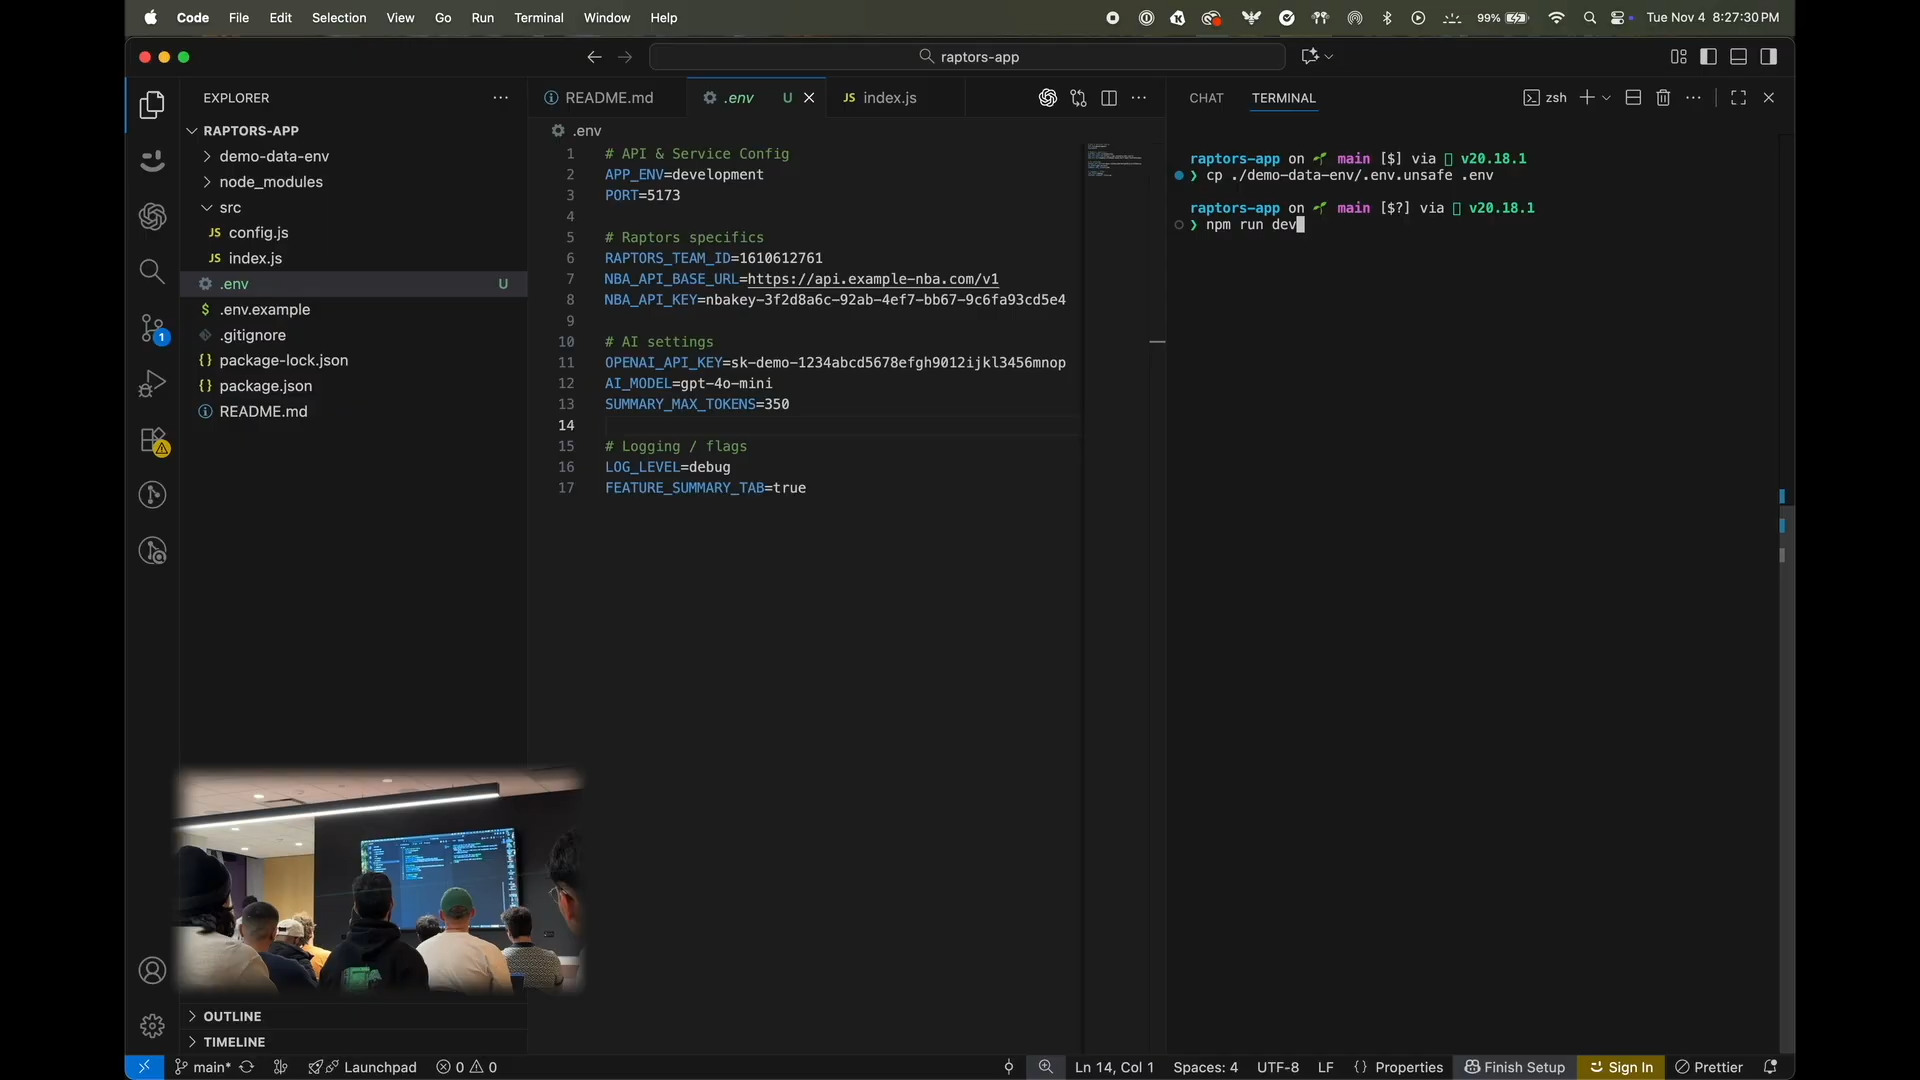 Code File Edit Selection View Go Run Terminal Window Help
99% Tue Nov 4 8:27:30 PM
raptors-app
EXPLORER
RAPTORS-APP
demo-data-env
node_modules
src
JS config.js
JS index.js
.env U
$ .env.example
.gitignore
{} package-lock.json
{} package.json
README.md
1
OUTLINE
TIMELINE
README.md
.env U
JS index.js
.env
1 # API & Service Config
2 APP_ENV=development
3 PORT=5173
4
5 # Raptors specifics
6 RAPTORS_TEAM_ID=1610612761
7 NBA_API_BASE_URL=https://api.example-nba.com/v1
8 NBA_API_KEY=nbakey-3f2d8a6c-92ab-4ef7-bb67-9c6fa93cd5e4
9
10 # AI settings
11 OPENAI_API_KEY=sk-demo-1234abcd5678efgh9012ijkl3456mnop
12 AI_MODEL=gpt-4o-mini
13 SUMMARY_MAX_TOKENS=350
14
15 # Logging / flags
16 LOG_LEVEL=debug
17 FEATURE_SUMMARY_TAB=true
CHAT TERMINAL
zsh
raptors-app on main [$] via v20.18.1
❯ cp ./demo-data-env/.env.unsafe .env
raptors-app on main [$?] via v20.18.1
❯ npm run dev
main* Launchpad 0 0
Ln 14, Col 1 Spaces: 4 UTF-8 LF {} Properties Finish Setup Sign In Prettier